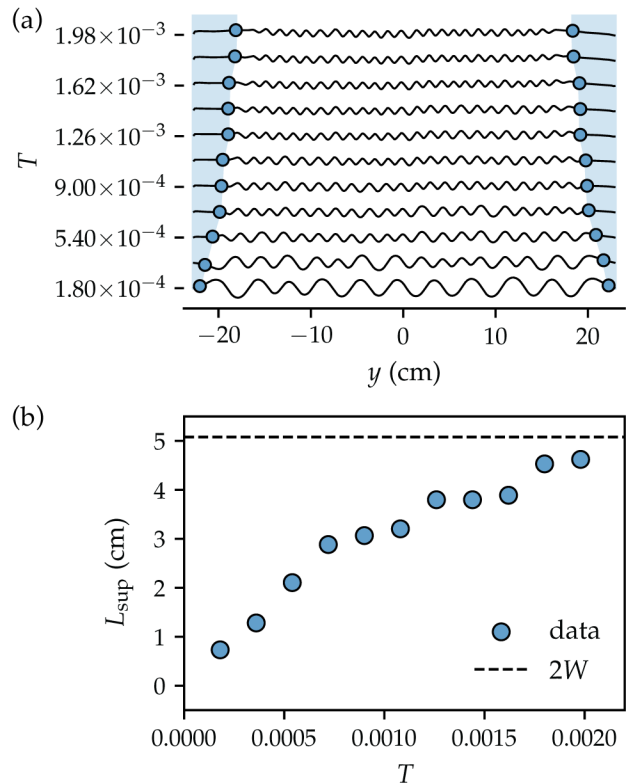 (a)
1.98×10⁻³
1.62×10⁻³
1.26×10⁻³
9.00×10⁻⁴
5.40×10⁻⁴
1.80×10⁻⁴
T
−20 −10 0 10 20
y (cm)
(b)
5
4
3
2
1
0
L_sup (cm)
data
2W
0.0000 0.0005 0.0010 0.0015 0.0020
T